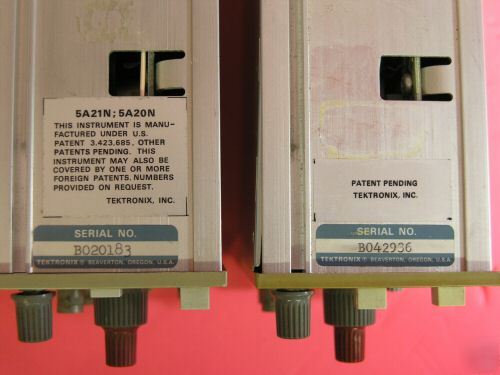 5A21N; 5A20N
THIS INSTRUMENT IS MANU-
FACTURED UNDER U.S.
PATENT 3,423,685, OTHER
PATENTS PENDING. THIS
INSTRUMENT MAY ALSO BE
COVERED BY ONE OR MORE
FOREIGN PATENTS. NUMBERS
PROVIDED ON REQUEST.
TEKTRONIX, INC.
SERIAL NO.
B020183
TEKTRONIX ® BEAVERTON, OREGON, U.S.A.
PATENT PENDING
TEKTRONIX, INC.
SERIAL NO.
B042936
TEKTRONIX ® BEAVERTON, OREGON, U.S.A.